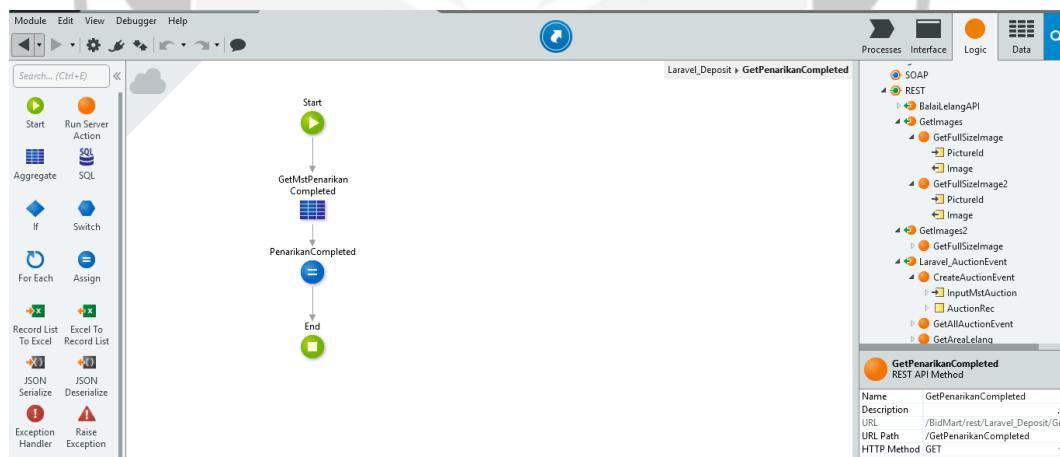 Module Edit View Debugger Help
Processes Interface Logic Data
Search... (Ctrl+E)
Laravel_Deposit GetPenarikanCompleted
Start
Run Server
Action
Aggregate
SQL
SQL
If
Switch
For Each
Assign
Record List
To Excel
Excel To
Record List
JSON
Serialize
JSON
Deserialize
Exception
Handler
Raise
Exception
Start
GetMstPenarikan
Completed
PenarikanCompleted
End
SOAP
REST
BalaiLelangAPI
GetImages
GetFullSizeImage
PictureId
Image
GetFullSizeImage2
PictureId
Image
GetImages2
GetFullSizeImage
Laravel_AuctionEvent
CreateAuctionEvent
InputMstAuction
AuctionRec
GetAllAuctionEvent
GetAreaLelang
GetPenarikanCompleted
REST API Method
Name GetPenarikanCompleted
Description
URL /BidMart/rest/Laravel_Deposit/Ge
URL Path /GetPenarikanCompleted
HTTP Method GET